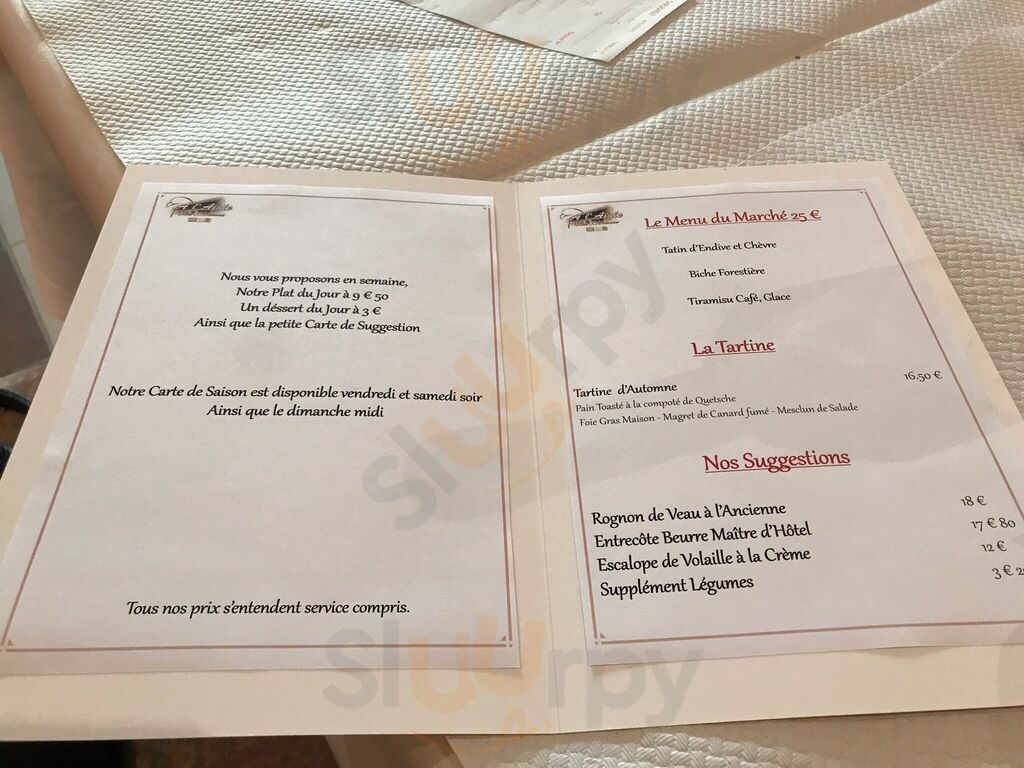 Nous vous proposons en semaine,
Notre Plat du Jour à 9 € 50
Un déssert du Jour à 3 €
Ainsi que la petite Carte de Suggestion
Notre Carte de Saison est disponible vendredi et samedi soir
Ainsi que le dimanche midi
Tous nos prix s'entendent service compris.
Le Menu du Marché 25 €
Tatin d'Endive et Chèvre
Biche Forestière
Tiramisu Café, Glace
La Tartine
Tartine d'Automne 16.50 €
Pain Toasté à la compoté de Quetsche
Foie Gras Maison - Magret de Canard fumé - Mesclun de Salade
Nos Suggestions
Rognon de Veau à l'Ancienne 18 €
Entrecôte Beurre Maître d'Hôtel 17 € 80
Escalope de Volaille à la Crème 12 €
Supplément Légumes 3 €
Sluurpy
Sluurpy
Sluurpy